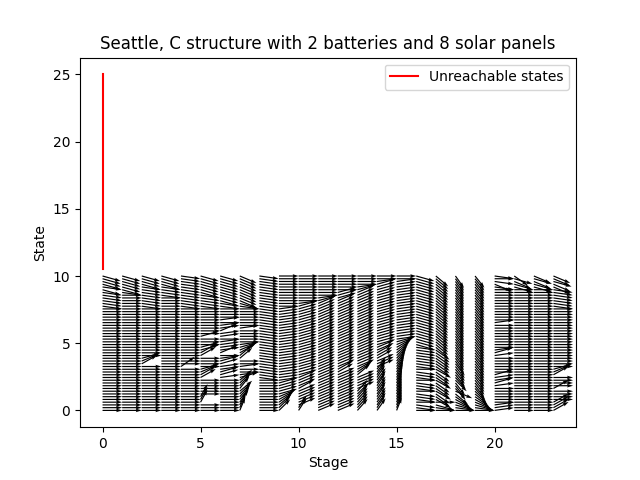 Seattle, C structure with 2 batteries and 8 solar panels
Unreachable states
State
25
20
15
10
5
0
0 5 10 15 20
Stage